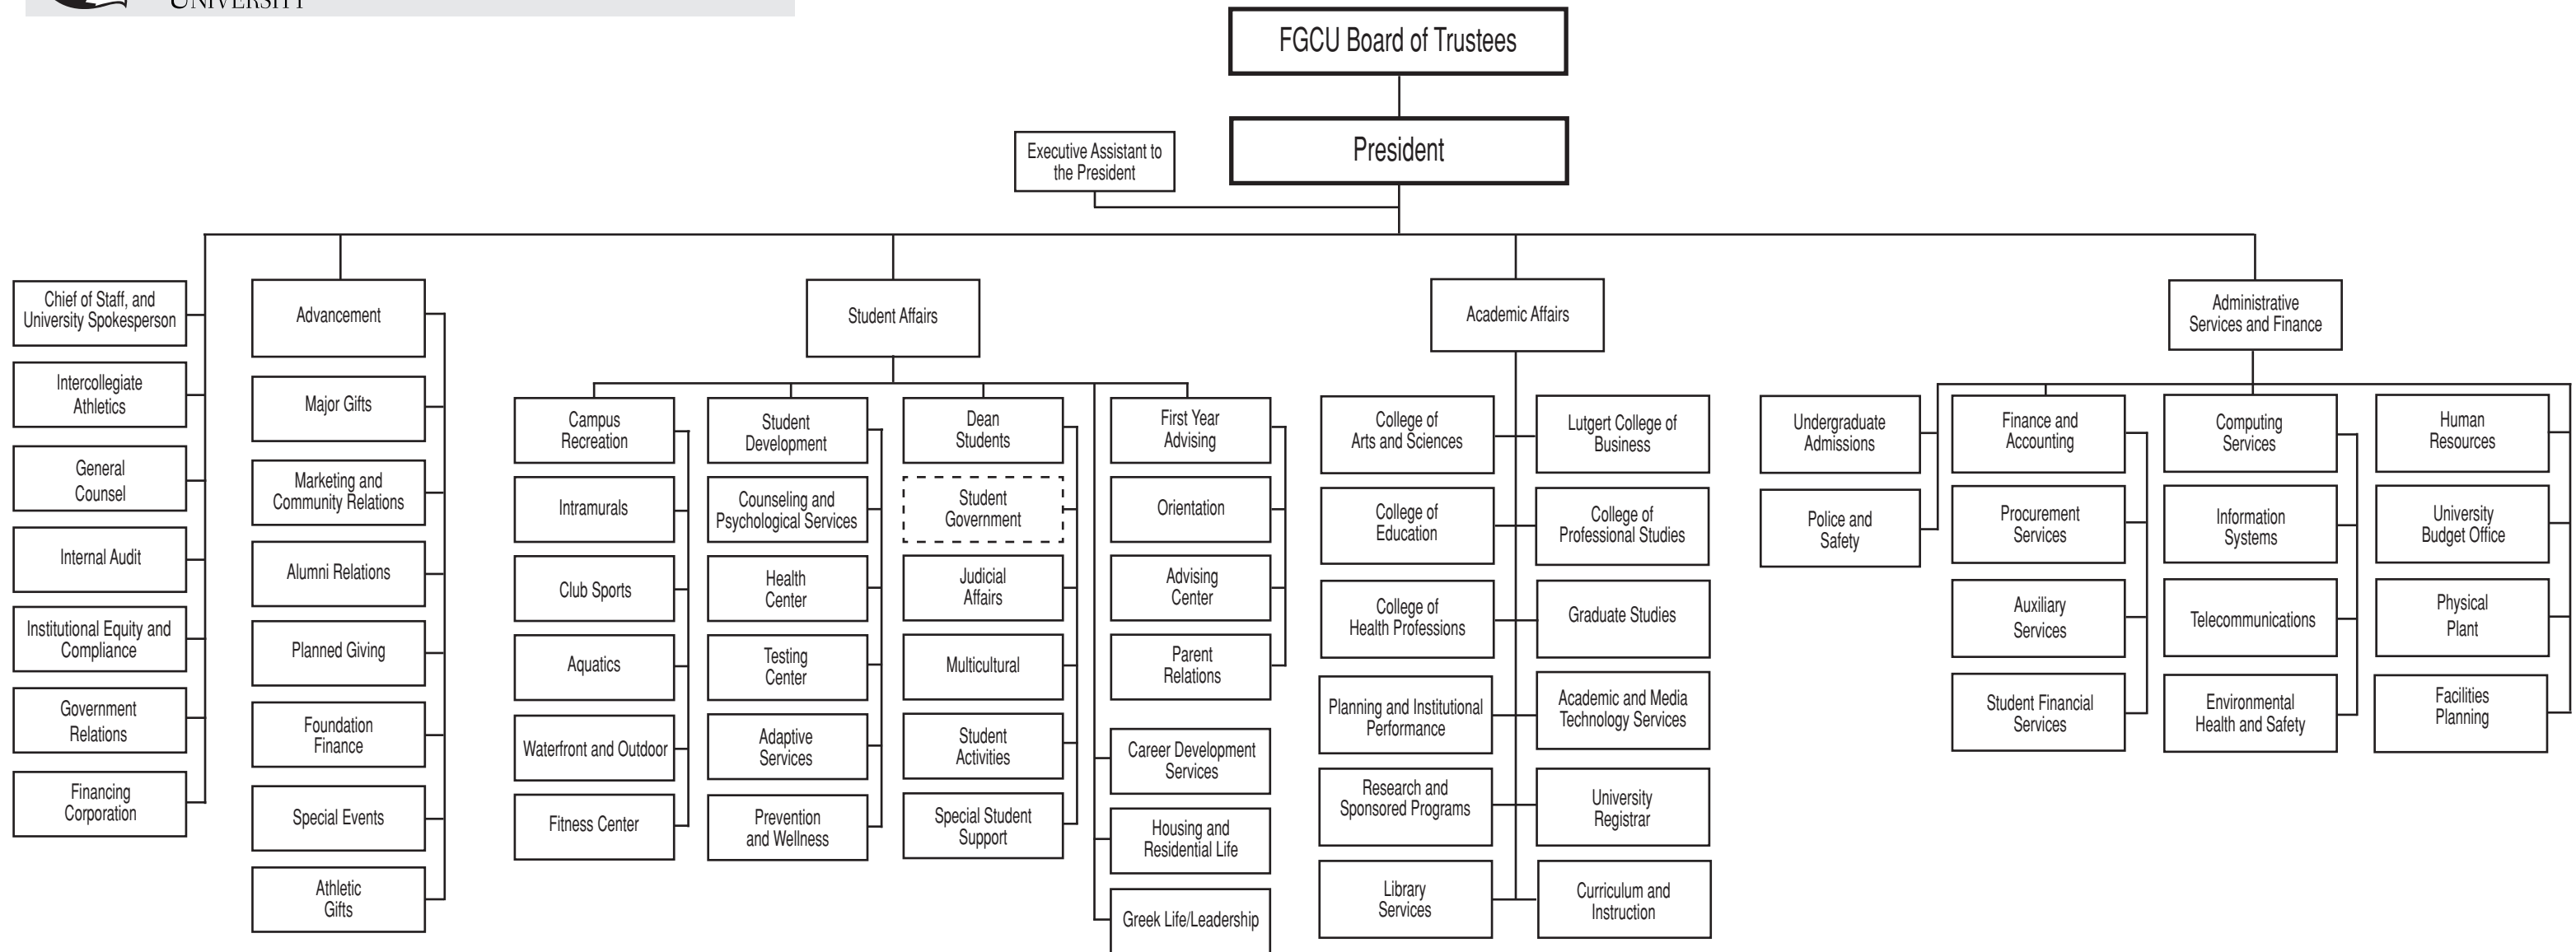 UNIVERSITY
FGCU Board of Trustees
President
Executive Assistant to
the President
Chief of Staff, and
University Spokesperson
Intercollegiate
Athletics
General
Counsel
Internal Audit
Institutional Equity and
Compliance
Government
Relations
Financing
Corporation
Advancement
Major Gifts
Marketing and
Community Relations
Alumni Relations
Planned Giving
Foundation
Finance
Special Events
Athletic
Gifts
Student Affairs
Campus
Recreation
Intramurals
Club Sports
Aquatics
Waterfront and Outdoor
Fitness Center
Student
Development
Counseling and
Psychological Services
Health
Center
Testing
Center
Adaptive
Services
Prevention
and Wellness
Dean
Students
Student
Government
Judicial
Affairs
Multicultural
Student
Activities
Special Student
Support
First Year
Advising
Orientation
Advising
Center
Parent
Relations
Career Development
Services
Housing and
Residential Life
Greek Life/Leadership
Academic Affairs
College of
Arts and Sciences
College of
Education
College of
Health Professions
Planning and Institutional
Performance
Research and
Sponsored Programs
Library
Services
Lutgert College of
Business
College of
Professional Studies
Graduate Studies
Academic and Media
Technology Services
University
Registrar
Curriculum and
Instruction
Administrative
Services and Finance
Undergraduate
Admissions
Police and
Safety
Finance and
Accounting
Procurement
Services
Auxiliary
Services
Student Financial
Services
Computing
Services
Information
Systems
Telecommunications
Environmental
Health and Safety
Human
Resources
University
Budget Office
Physical
Plant
Facilities
Planning